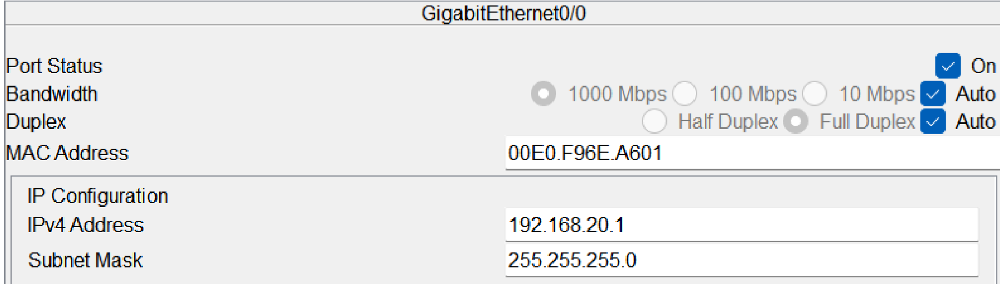 GigabitEthernet0/0
Port Status On
Bandwidth 1000 Mbps 100 Mbps 10 Mbps Auto
Duplex Half Duplex Full Duplex Auto
MAC Address 00E0.F96E.A601
IP Configuration
IPv4 Address 192.168.20.1
Subnet Mask 255.255.255.0